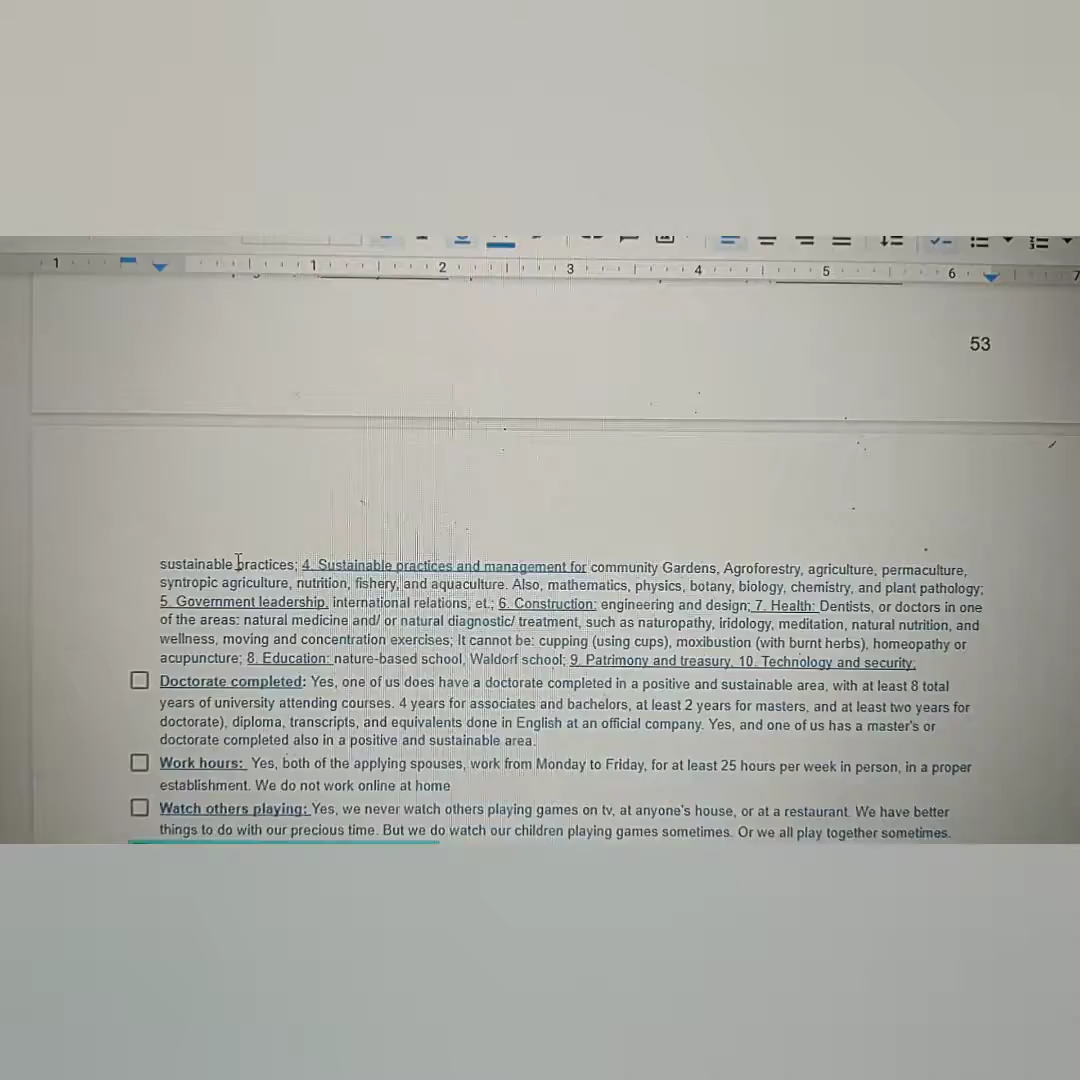 1 1 2 3 4 5 6 7
53
sustainable practices; 4. Sustainable practices and management for community Gardens, Agroforestry, agriculture, permaculture,
syntropic agriculture, nutrition, fishery, and aquaculture. Also, mathematics, physics, botany, biology, chemistry, and plant pathology;
5. Government leadership, international relations, et.; 6. Construction: engineering and design; 7. Health: Dentists, or doctors in one
of the areas: natural medicine and/ or natural diagnostic/ treatment, such as naturopathy, iridology, meditation, natural nutrition, and
wellness, moving and concentration exercises; It cannot be: cupping (using cups), moxibustion (with burnt herbs), homeopathy or
acupuncture; 8. Education: nature-based school, Waldorf school; 9. Patrimony and treasury, 10. Technology and security;
Doctorate completed: Yes, one of us does have a doctorate completed in a positive and sustainable area, with at least 8 total
years of university attending courses. 4 years for associates and bachelors, at least 2 years for masters, and at least two years for
doctorate), diploma, transcripts, and equivalents done in English at an official company. Yes, and one of us has a master's or
doctorate completed also in a positive and sustainable area.
Work hours: Yes, both of the applying spouses, work from Monday to Friday, for at least 25 hours per week in person, in a proper
establishment. We do not work online at home
Watch others playing: Yes, we never watch others playing games on tv, at anyone's house, or at a restaurant. We have better
things to do with our precious time. But we do watch our children playing games sometimes. Or we all play together sometimes.